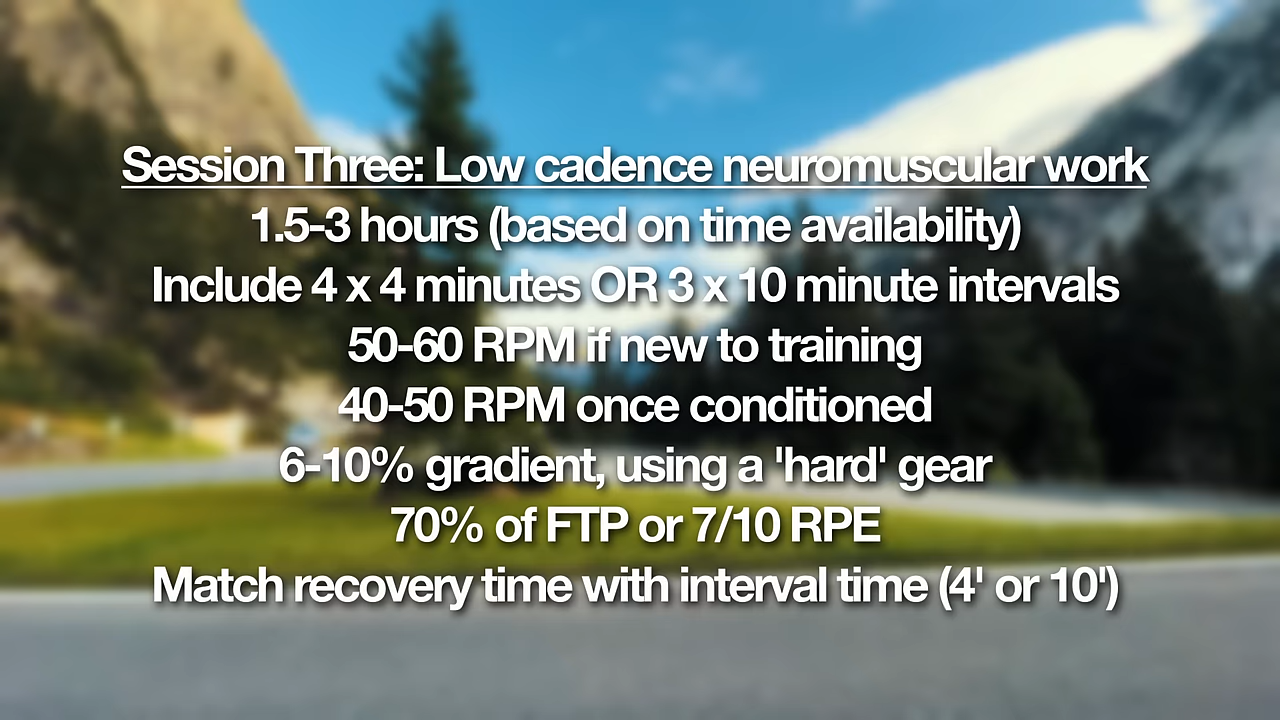 Session Three: Low cadence neuromuscular work
1.5-3 hours (based on time availability)
Include 4 x 4 minutes OR 3 x 10 minute intervals
50-60 RPM if new to training
40-50 RPM once conditioned
6-10% gradient, using a 'hard' gear
70% of FTP or 7/10 RPE
Match recovery time with interval time (4' or 10')